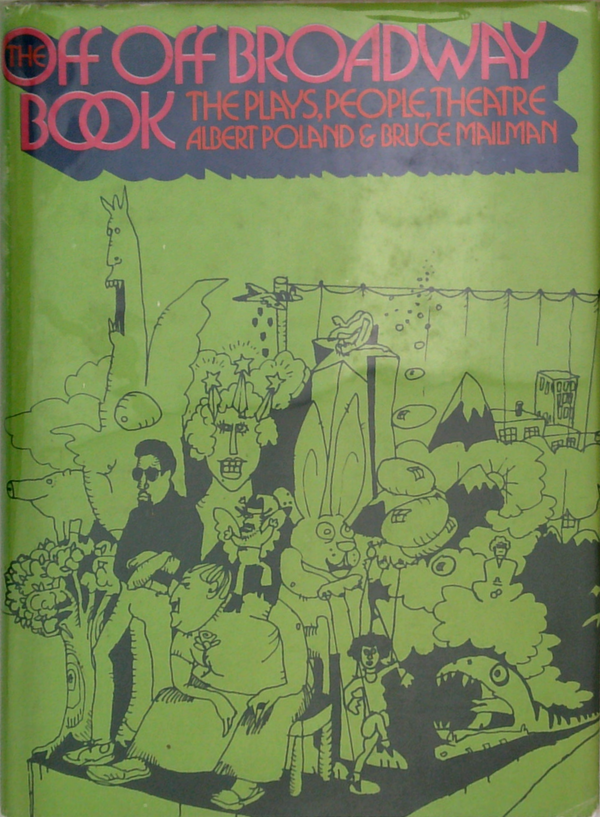 THE OFF OFF BROADWAY
BOOK THE PLAYS, PEOPLE, THEATRE
ALBERT POLAND & BRUCE MAILMAN